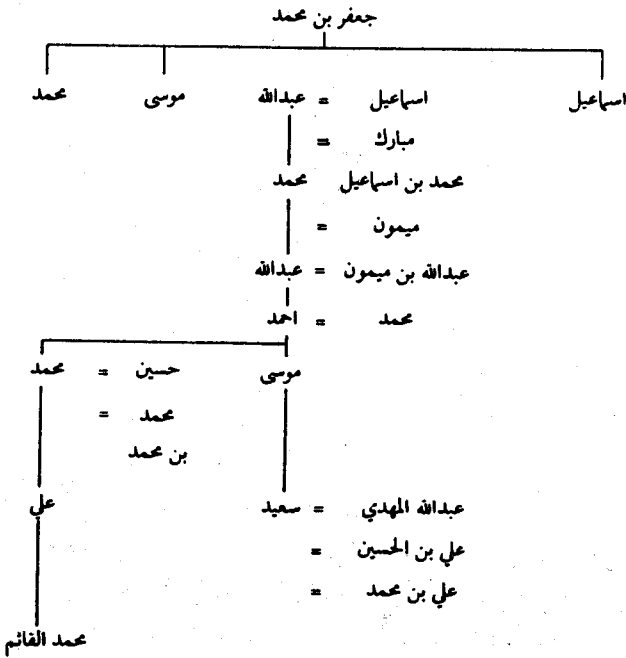 جعفر بن محمد
اسماعيل اسماعيل = عبدالله موسى محمد
مبارك =
محمد بن اسماعيل محمد
ميمون =
عبدالله بن ميمون = عبدالله
محمد = احمد
موسى حسين = محمد
محمد =
بن محمد
عبدالله المهدي = سعيد علي
علي بن الحسين =
علي بن محمد =
محمد القائم